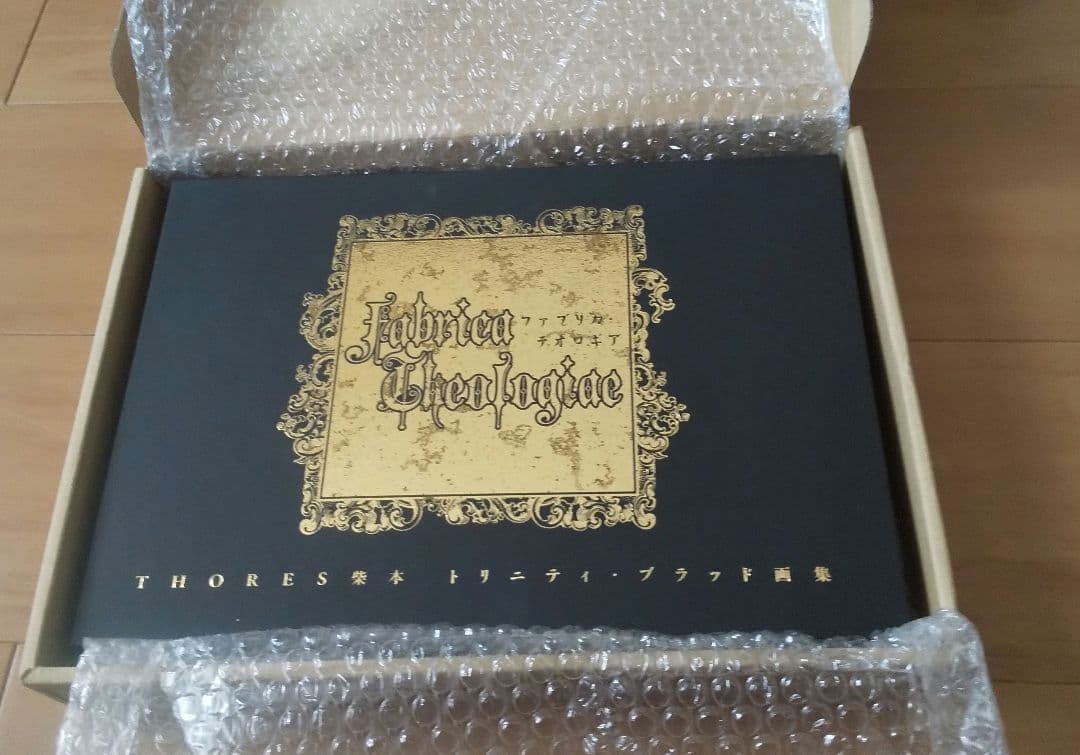 Fabrica
ファブリカ・
Theologiae
テオロギア
THORES柴本 トリニティ・ブラッド画集